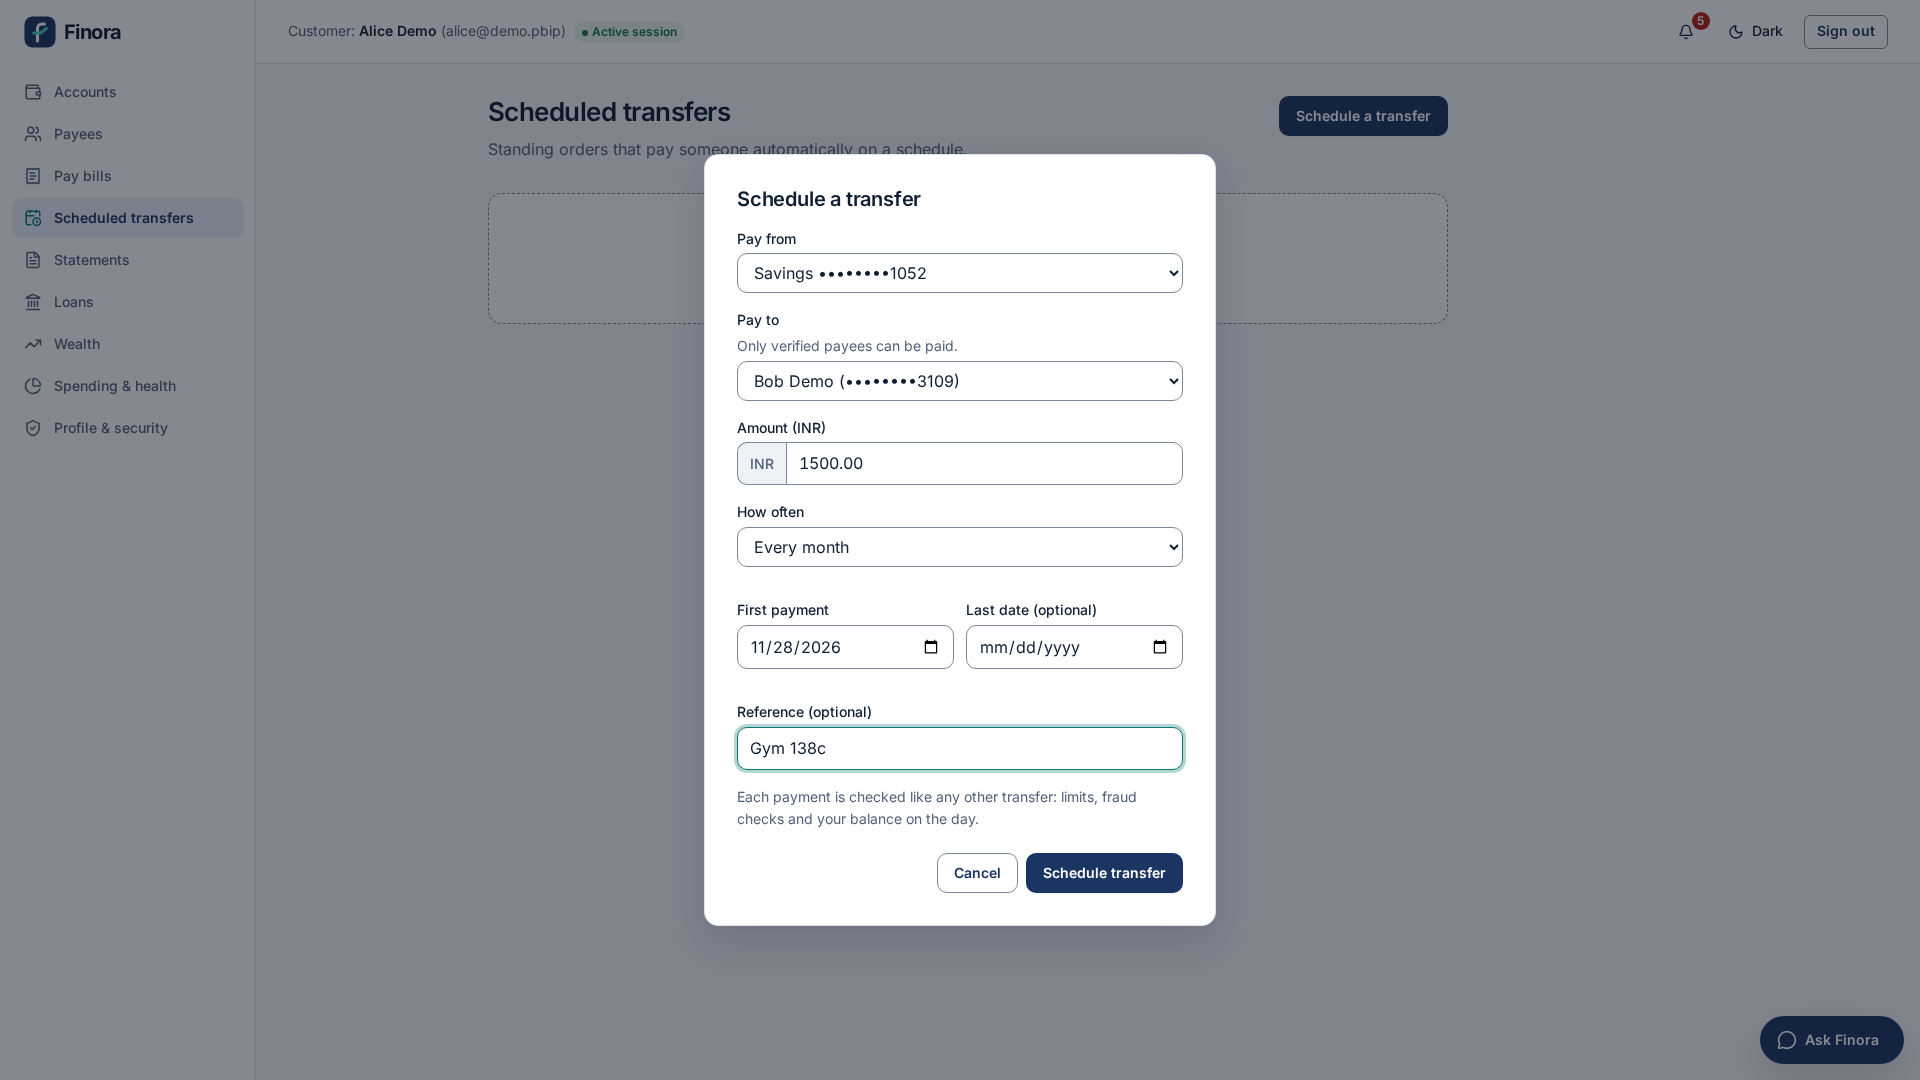 Finora
Customer: Alice Demo (alice@demo.pbip) Active session
5
Dark
Sign out
Accounts
Payees
Pay bills
Scheduled transfers
Statements
Loans
Wealth
Spending & health
Profile & security
Scheduled transfers
Schedule a transfer
Standing orders that pay someone automatically on a schedule.
Schedule a transfer
Pay from
Savings ••••••••1052
Pay to
Only verified payees can be paid.
Bob Demo (••••••••3109)
Amount (INR)
INR 1500.00
How often
Every month
First payment
Last date (optional)
11/28/2026
mm/dd/yyyy
Reference (optional)
Gym 138c
Each payment is checked like any other transfer: limits, fraud
checks and your balance on the day.
Cancel
Schedule transfer
Ask Finora